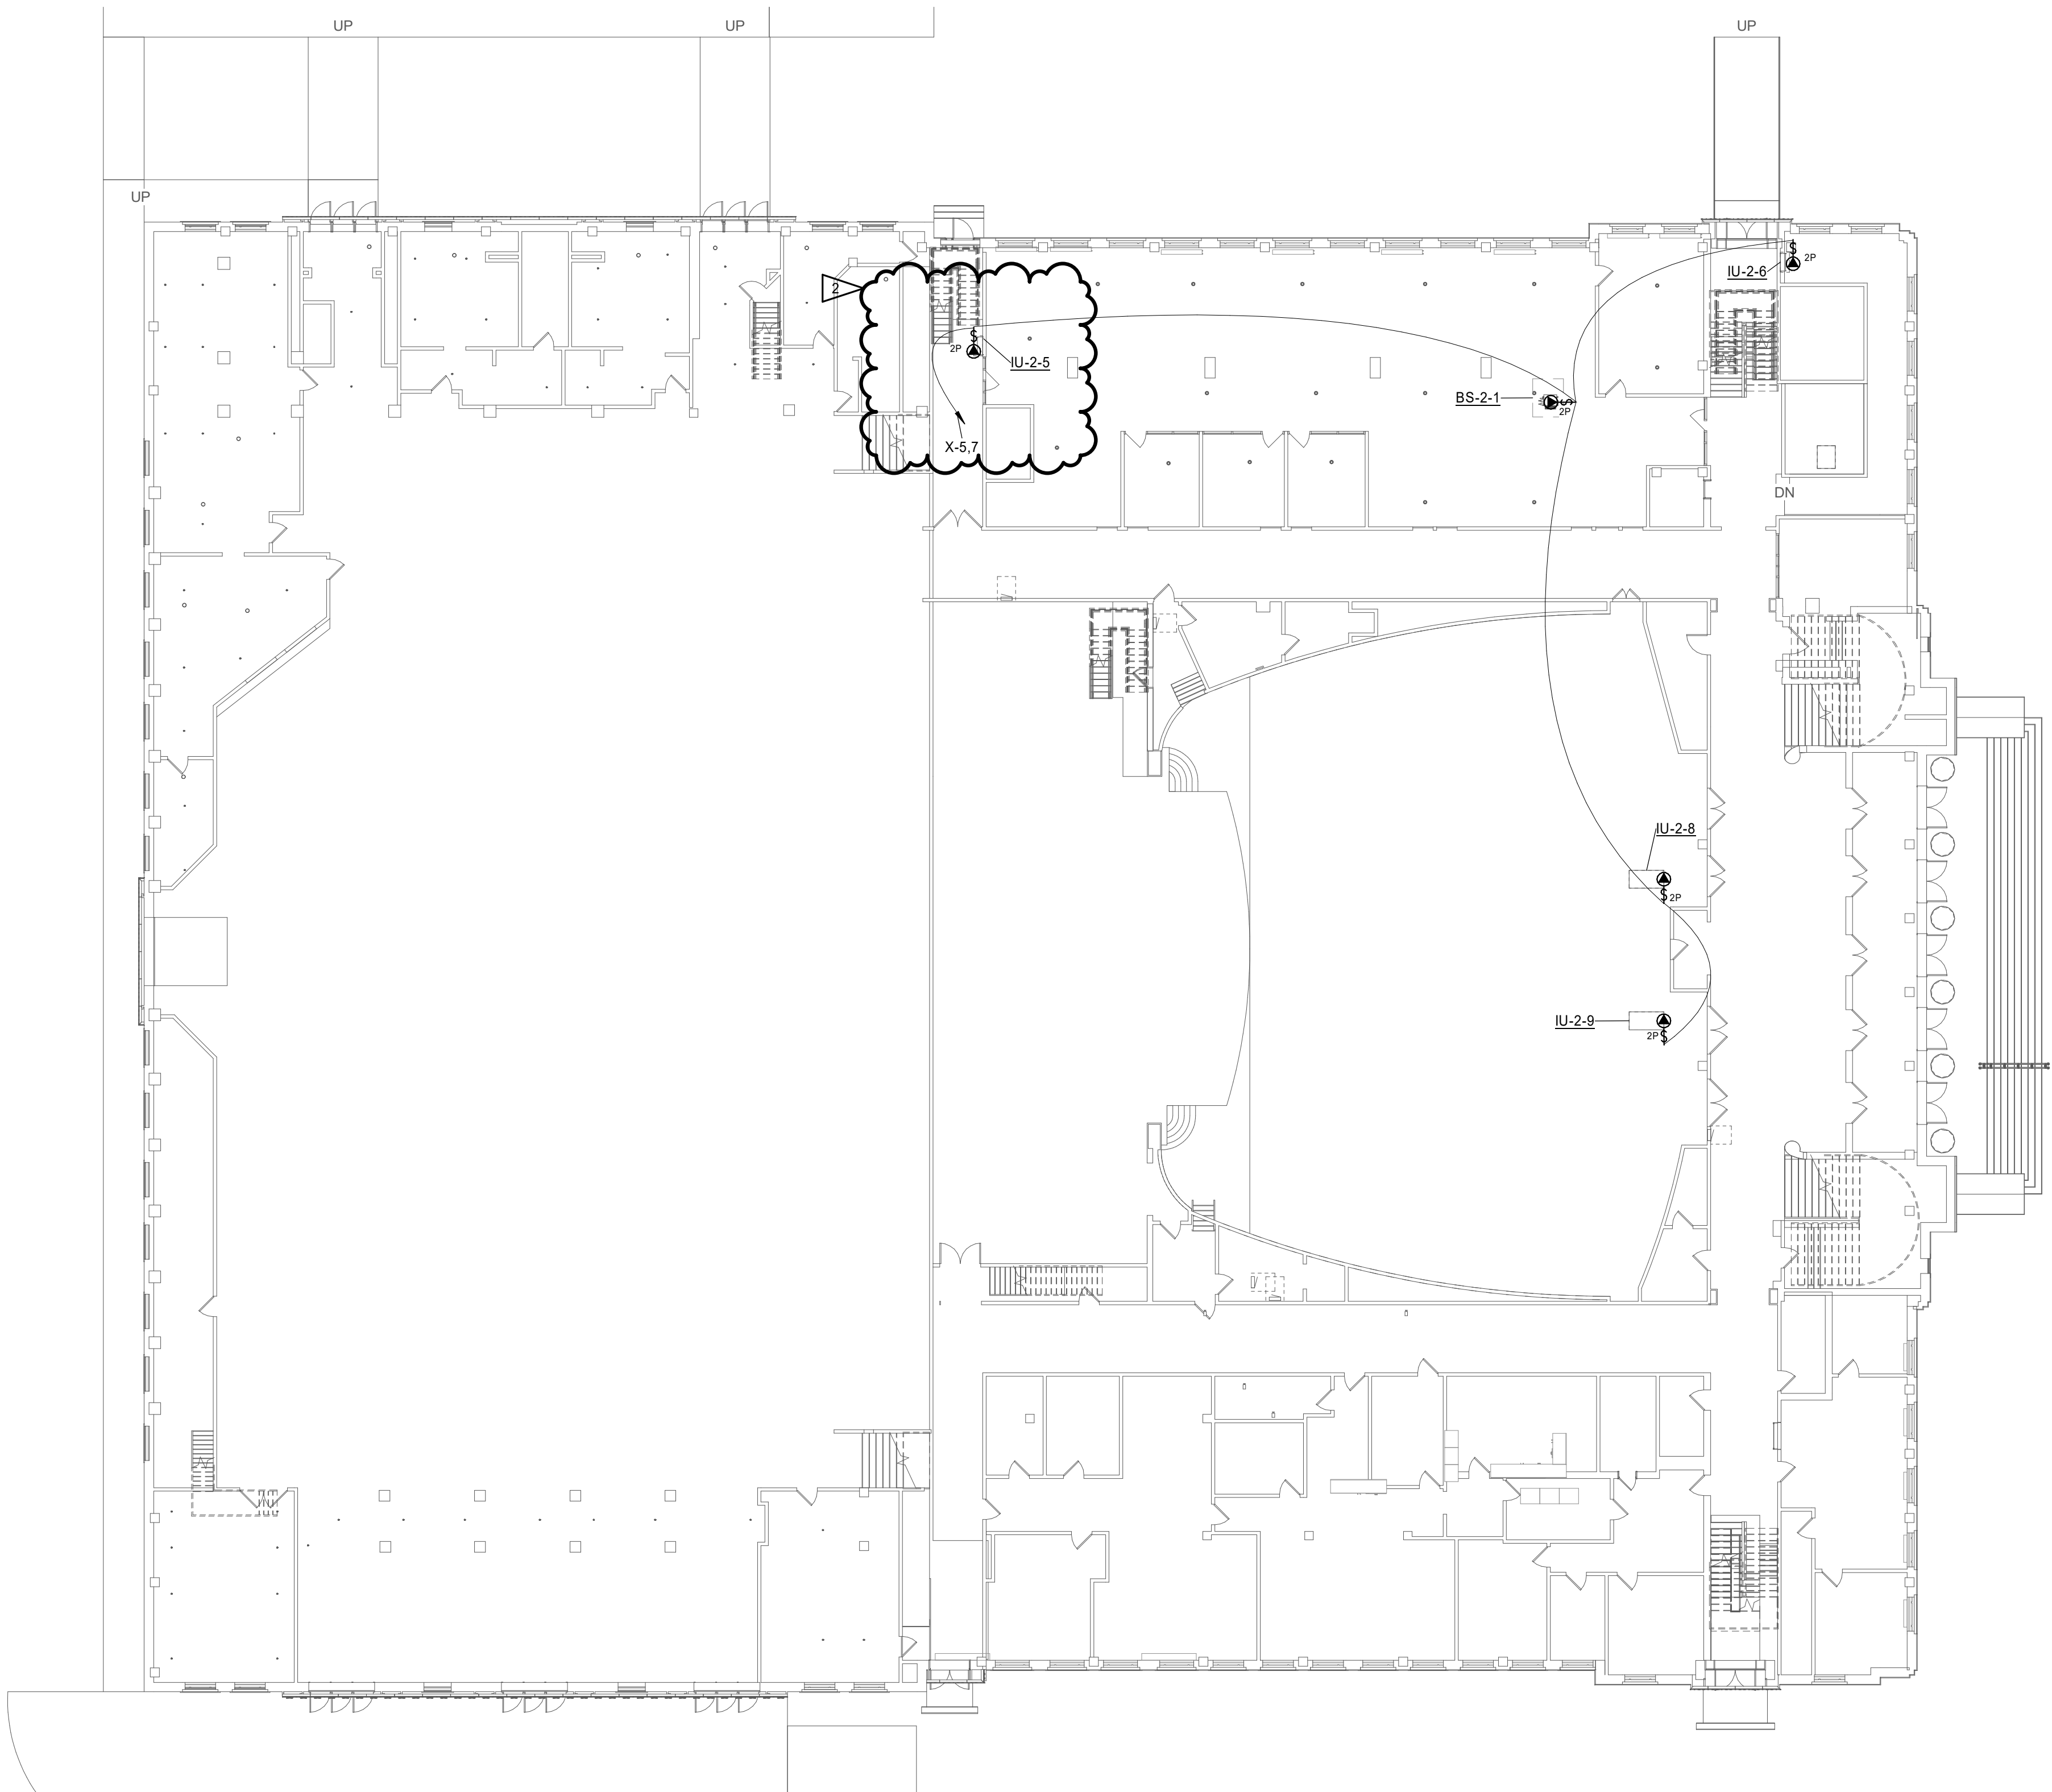 UP
UP
UP
UP
2
IU-2-6
$
2P
$
2P
IU-2-5
BS-2-1
$
2P
X-5,7
DN
IU-2-8
$
2P
IU-2-9
2P
$